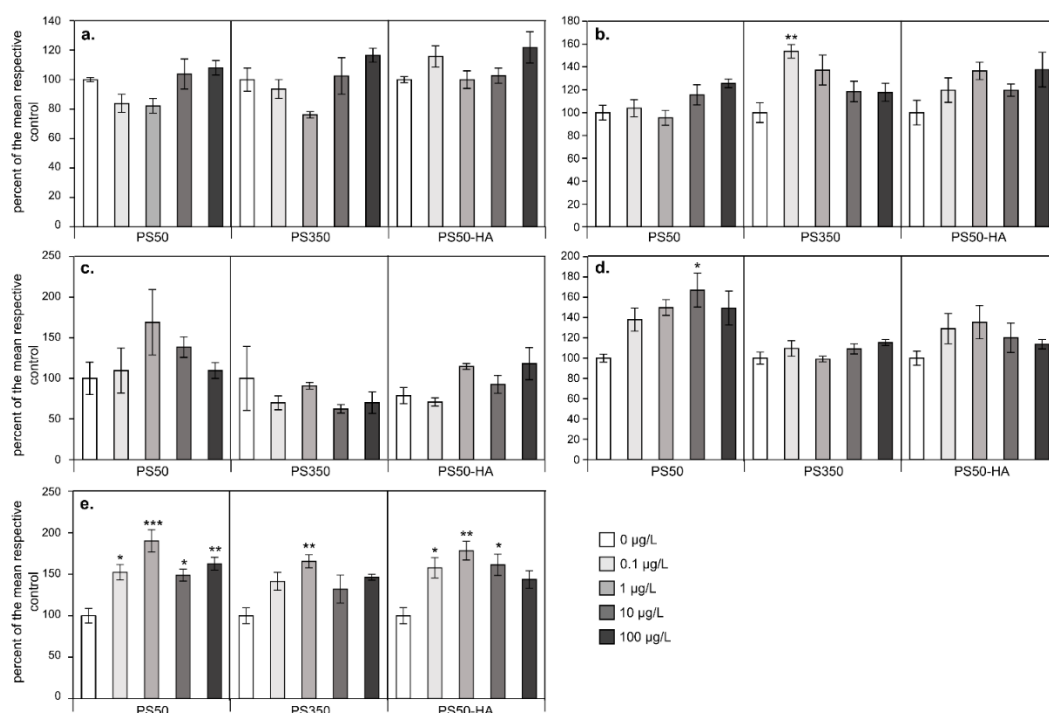 a.
percent of the mean respective
control
140
120
100
80
60
40
20
0
PS50 PS350 PS50-HA
b.
180
160
140
120
100
80
60
40
20
0
**
PS50 PS350 PS50-HA
c.
percent of the mean respective
control
250
200
150
100
50
0
PS50 PS350 PS50-HA
d.
200
180
160
140
120
100
80
60
40
20
0
*
PS50 PS350 PS50-HA
e.
percent of the mean respective
control
250
200
150
100
50
0
* *** * ** ** * ** *
PS50 PS350 PS50-HA
0 µg/L
0.1 µg/L
1 µg/L
10 µg/L
100 µg/L